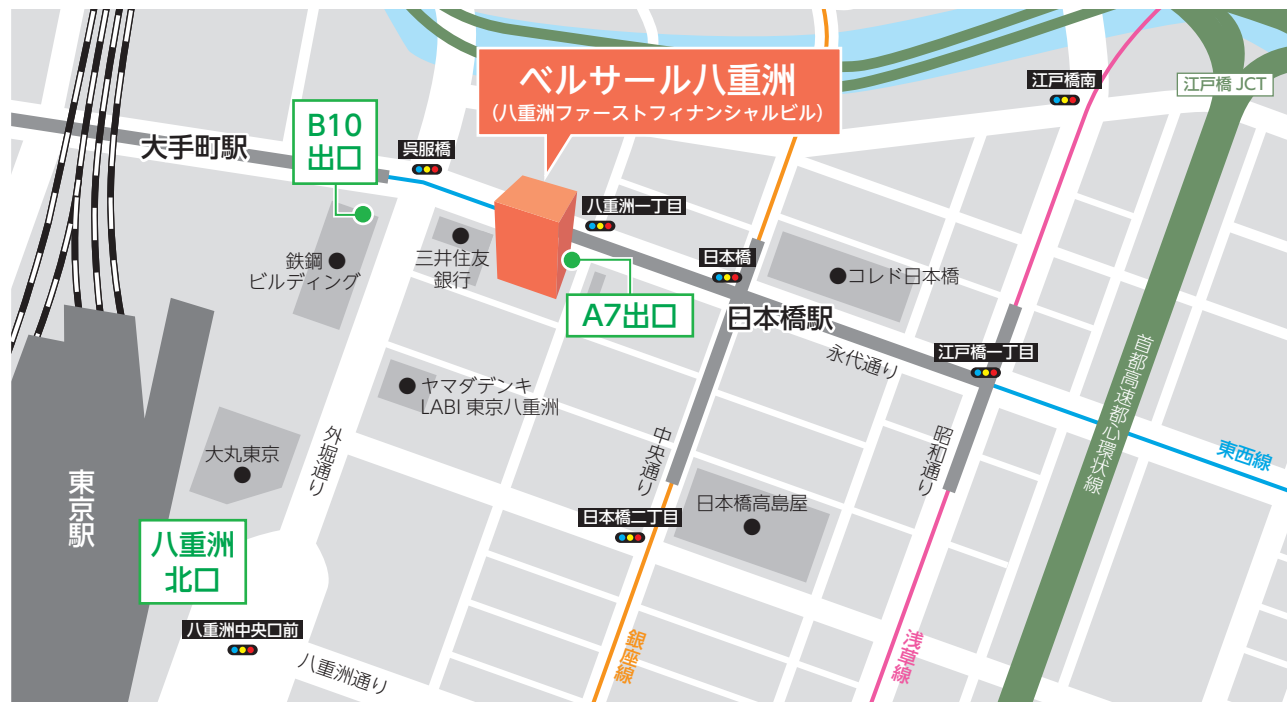 ベルサール八重洲
(八重洲ファーストフィナンシャルビル)
江戸橋南
江戸橋 JCT
B10
出口
大手町駅
呉服橋
八重洲一丁目
鉄鋼
ビルディング
三井住友
銀行
日本橋
コレド日本橋
A7出口
日本橋駅
永代通り
江戸橋一丁目
首都高速都心環状線
ヤマダデンキ
LABI 東京八重洲
外堀通り
中央通り
昭和通り
東西線
大丸東京
東京駅
日本橋二丁目
日本橋高島屋
八重洲
北口
八重洲中央口前
八重洲通り
銀座線
浅草線